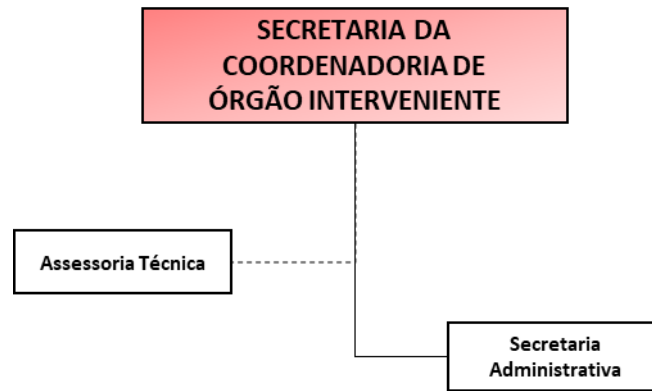 SECRETARIA DA
COORDENADORIA DE
ÓRGÃO INTERVENIENTE
Assessoria Técnica
Secretaria
Administrativa